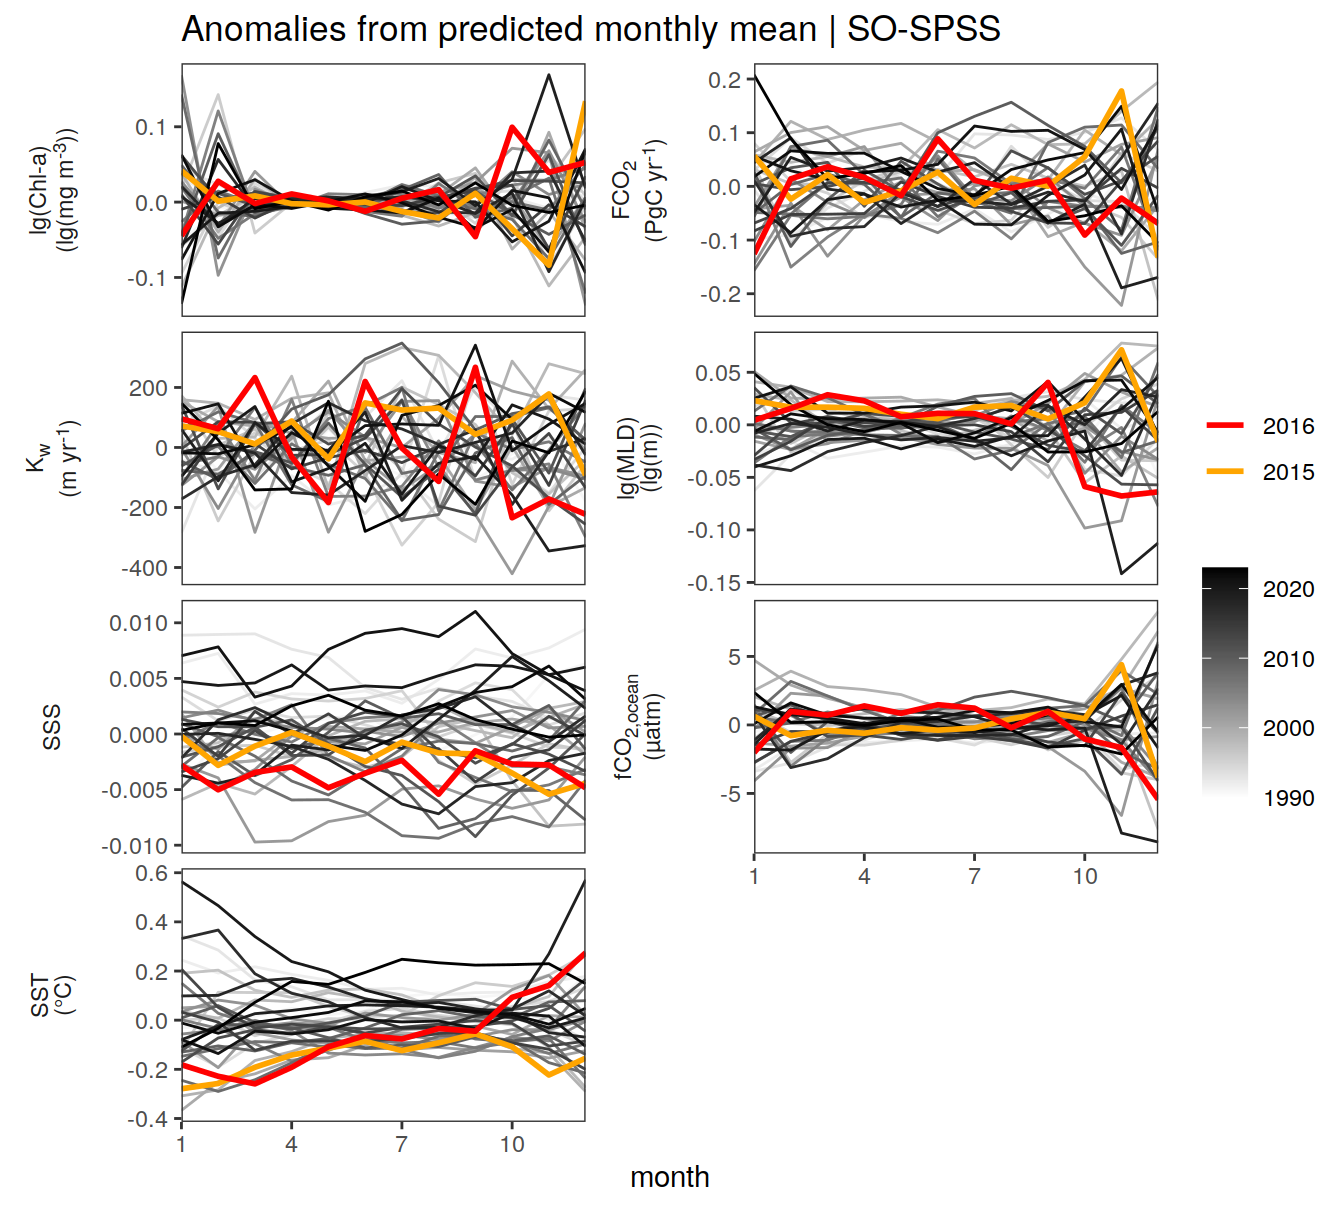 Anomalies from predicted monthly mean | SO-SPSS
lg(Chl-a)
(lg(mg m⁻³))
0.1
0.0
-0.1
FCO₂
(PgC yr⁻¹)
0.2
0.1
0.0
-0.1
-0.2
K_w
(m yr⁻¹)
200
0
-200
-400
lg(MLD)
(lg(m))
0.05
0.00
-0.05
-0.10
-0.15
SSS
0.010
0.005
0.000
-0.005
-0.010
fCO₂,ocean
(µatm)
5
0
-5
1 4 7 10
SST
(°C)
0.6
0.4
0.2
0.0
-0.2
-0.4
1 4 7 10
month
2016
2015
2020
2010
2000
1990